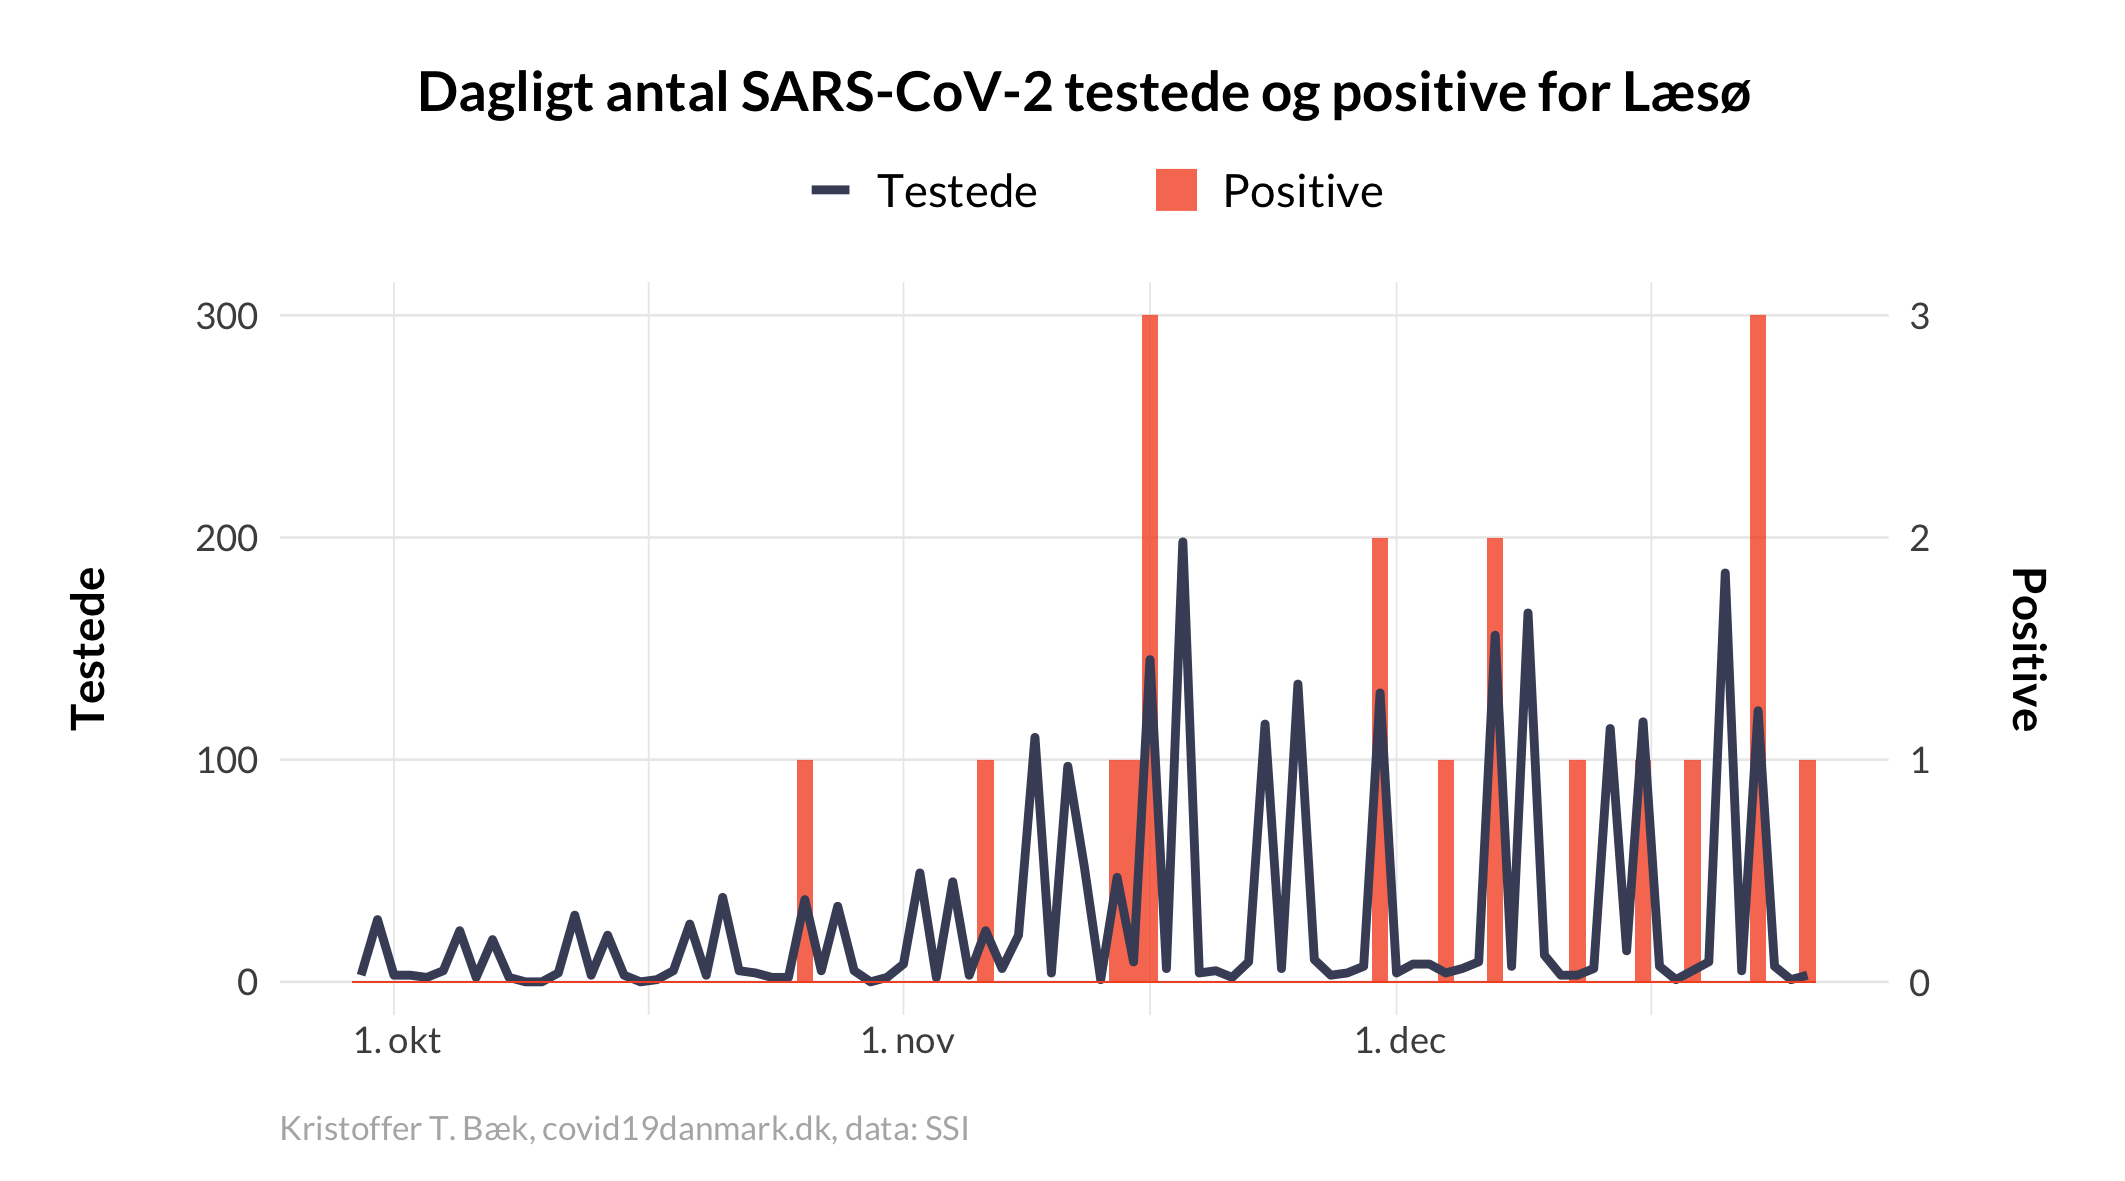 Dagligt antal SARS-CoV-2 testede og positive for Læsø
Testede Positive
300 3
200 2
100 1
0 0
Testede
Positive
1. okt 1. nov 1. dec
Kristoffer T. Bæk, covid19danmark.dk, data: SSI